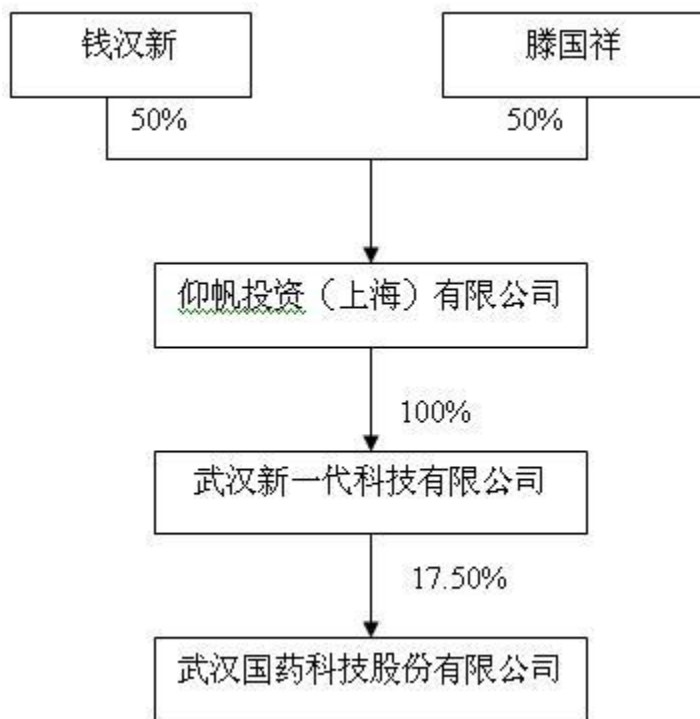 钱汉新
滕国祥
50%
50%
仰帆投资（上海）有限公司
100%
武汉新一代科技有限公司
17.50%
武汉国药科技股份有限公司